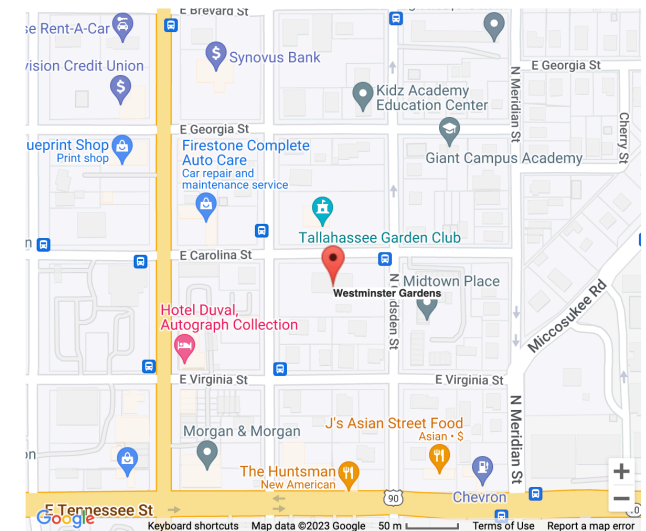 E Brevard St
se Rent-A-Car
Synovus Bank
vision Credit Union
E Georgia St
N Meridian St
Kidz Academy
Education Center
Cherry St
E Georgia St
ueprint Shop
Print shop
Firestone Complete
Auto Care
Car repair and
maintenance service
Giant Campus Academy
Tallahassee Garden Club
E Carolina St
Westminster Gardens
Midtown Place
Miccosukee Rd
Hotel Duval,
Autograph Collection
E Virginia St
E Virginia St
N Meridian St
J's Asian Street Food
Asian • $
Morgan & Morgan
The Huntsman
New American
90
Chevron
E Tennessee St
Google
Keyboard shortcuts
Map data ©2023 Google
50 m
Terms of Use
Report a map error